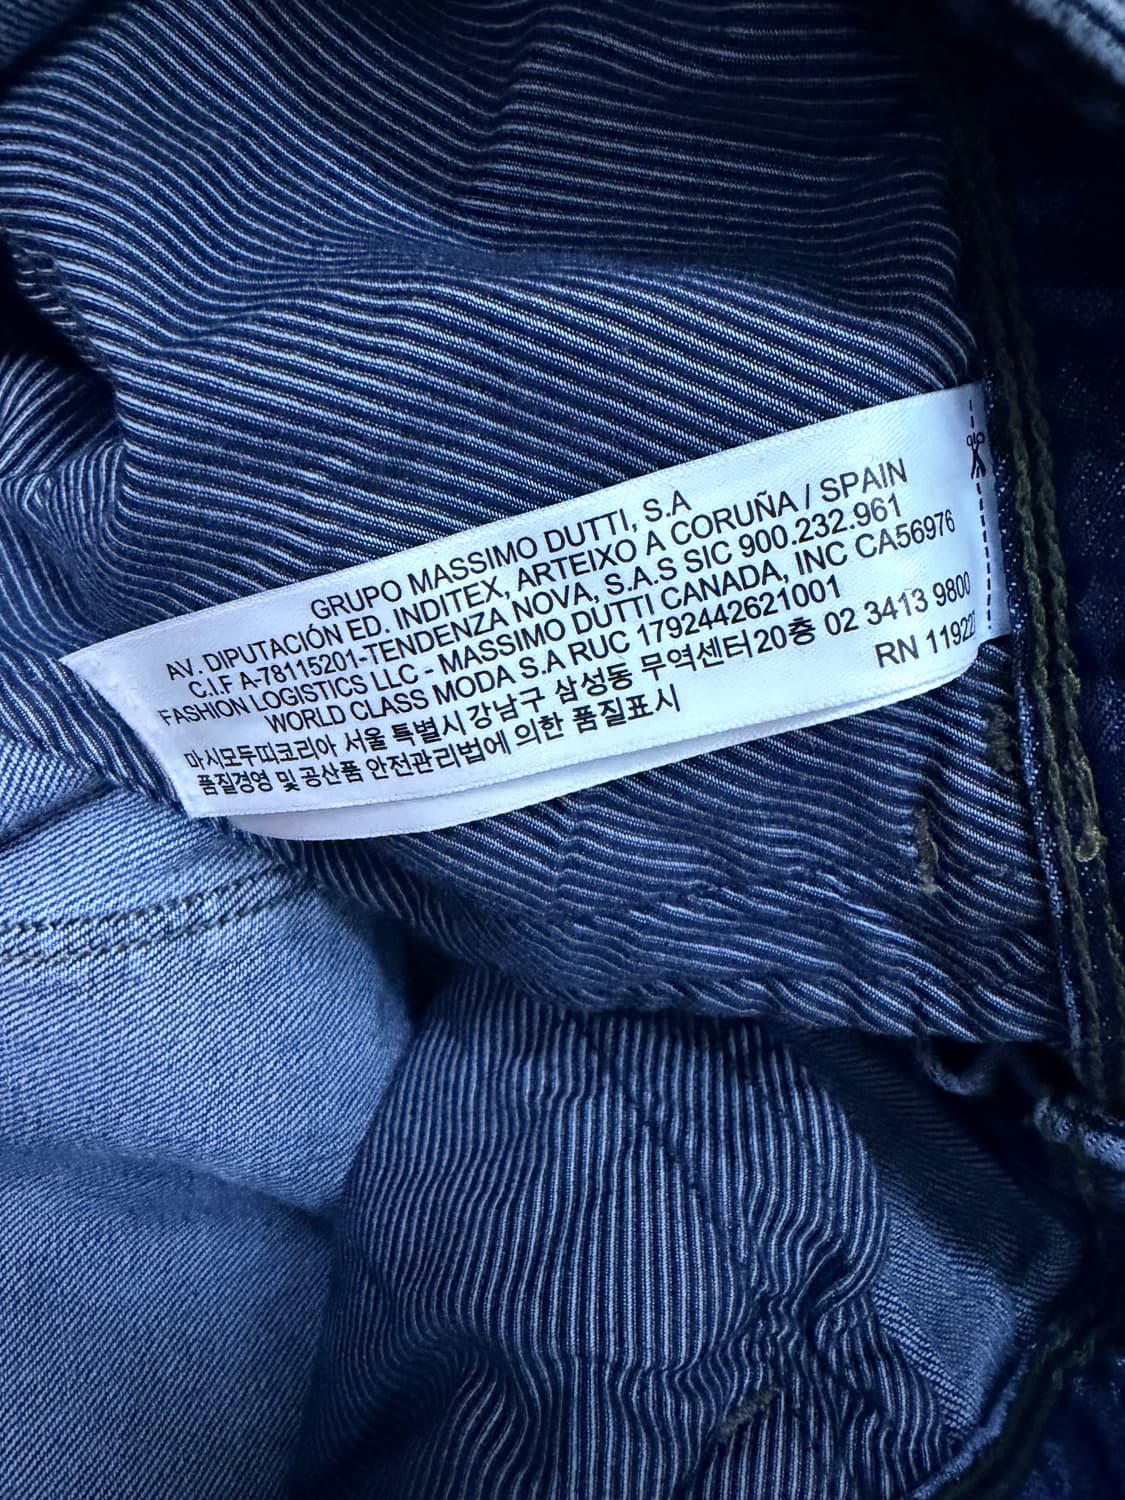 GRUPO MASSIMO DUTTI, S.A
AV. DIPUTACIÓN ED. INDITEX, ARTEIXO A CORUÑA / SPAIN
C.I.F A-78115201-TENDENZA NOVA, S.A.S SIC 900.232.961
FASHION LOGISTICS LLC - MASSIMO DUTTI CANADA, INC CA56976
WORLD CLASS MODA S.A RUC 1792442621001
마시모두띠코리아 서울 특별시 강남구 삼성동 무역센터20층 02 3413 9800
품질경영 및 공산품 안전관리법에 의한 품질표시
RN